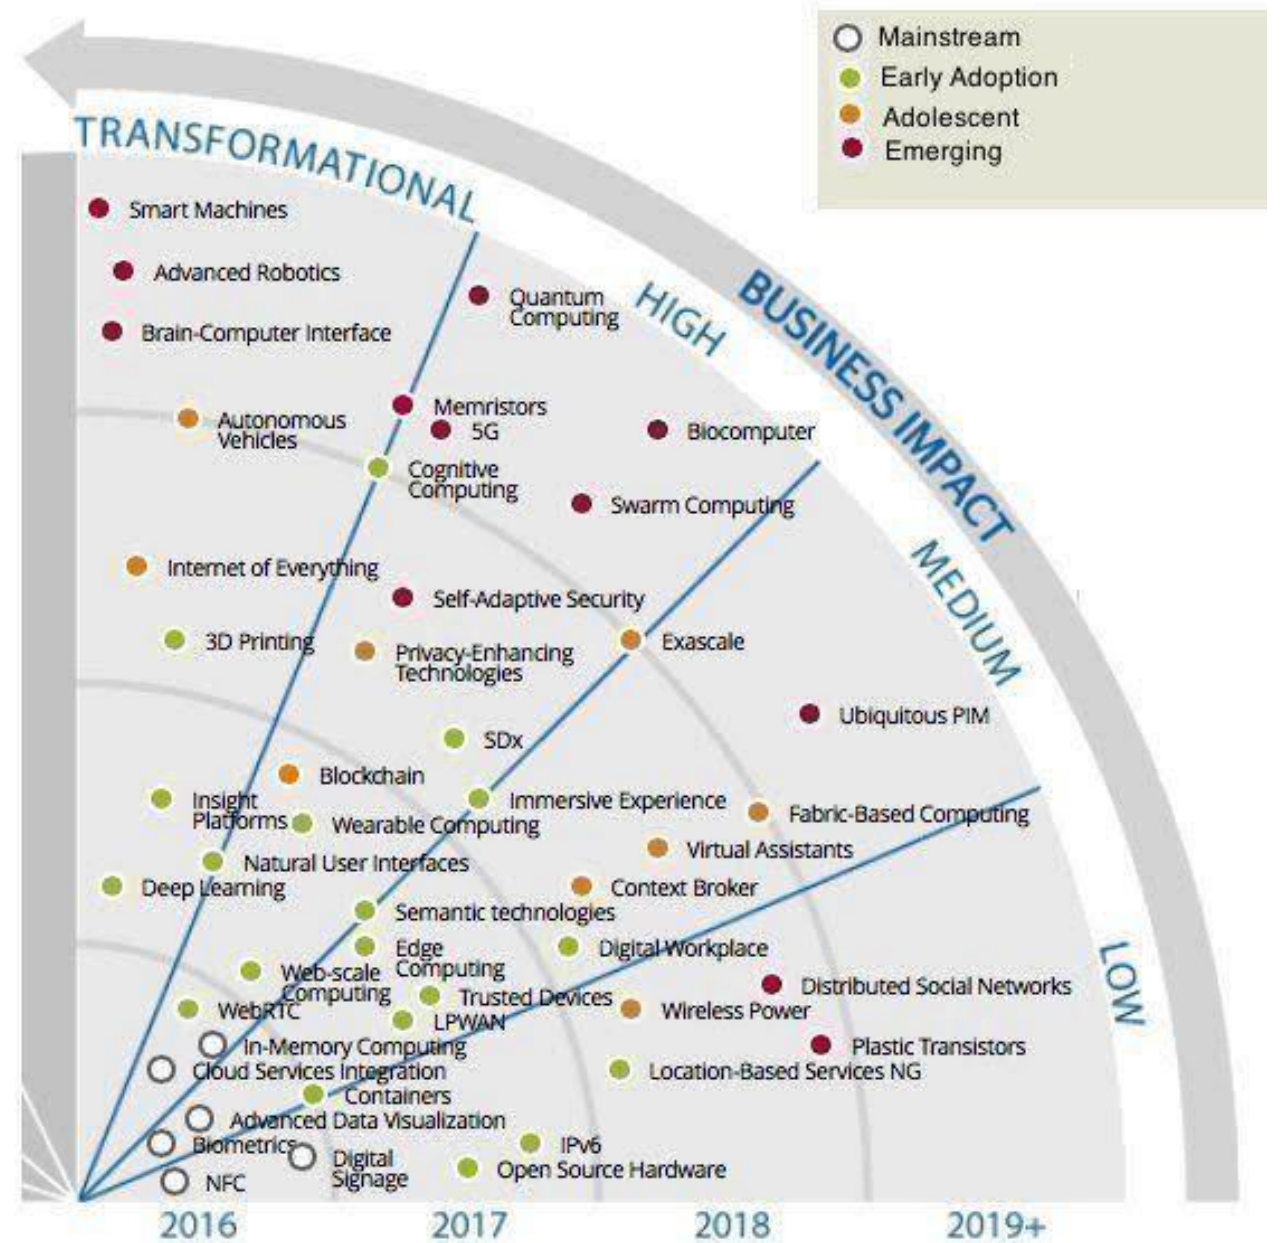 Mainstream
Early Adoption
Adolescent
Emerging
TRANSFORMATIONAL
HIGH
BUSINESS IMPACT
MEDIUM
LOW
Smart Machines
Advanced Robotics
Quantum
Computing
Brain-Computer Interface
Autonomous
Vehicles
Memristors
5G
Biocomputer
Cognitive
Computing
Swarm Computing
Internet of Everything
Self-Adaptive Security
3D Printing
Privacy-Enhancing
Technologies
Exascale
Ubiquitous PIM
SDx
Blockchain
Insight
Platforms
Immersive Experience
Wearable Computing
Fabric-Based Computing
Virtual Assistants
Natural User Interfaces
Deep Learning
Context Broker
Semantic technologies
Edge
Computing
Digital Workplace
Web-scale
Computing
Trusted Devices
Distributed Social Networks
WebRTC
LPWAN
Wireless Power
In-Memory Computing
Plastic Transistors
Cloud Services Integration
Location-Based Services NG
Containers
Advanced Data Visualization
Biometrics
Digital
Signage
IPv6
Open Source Hardware
NFC
2016
2017
2018
2019+